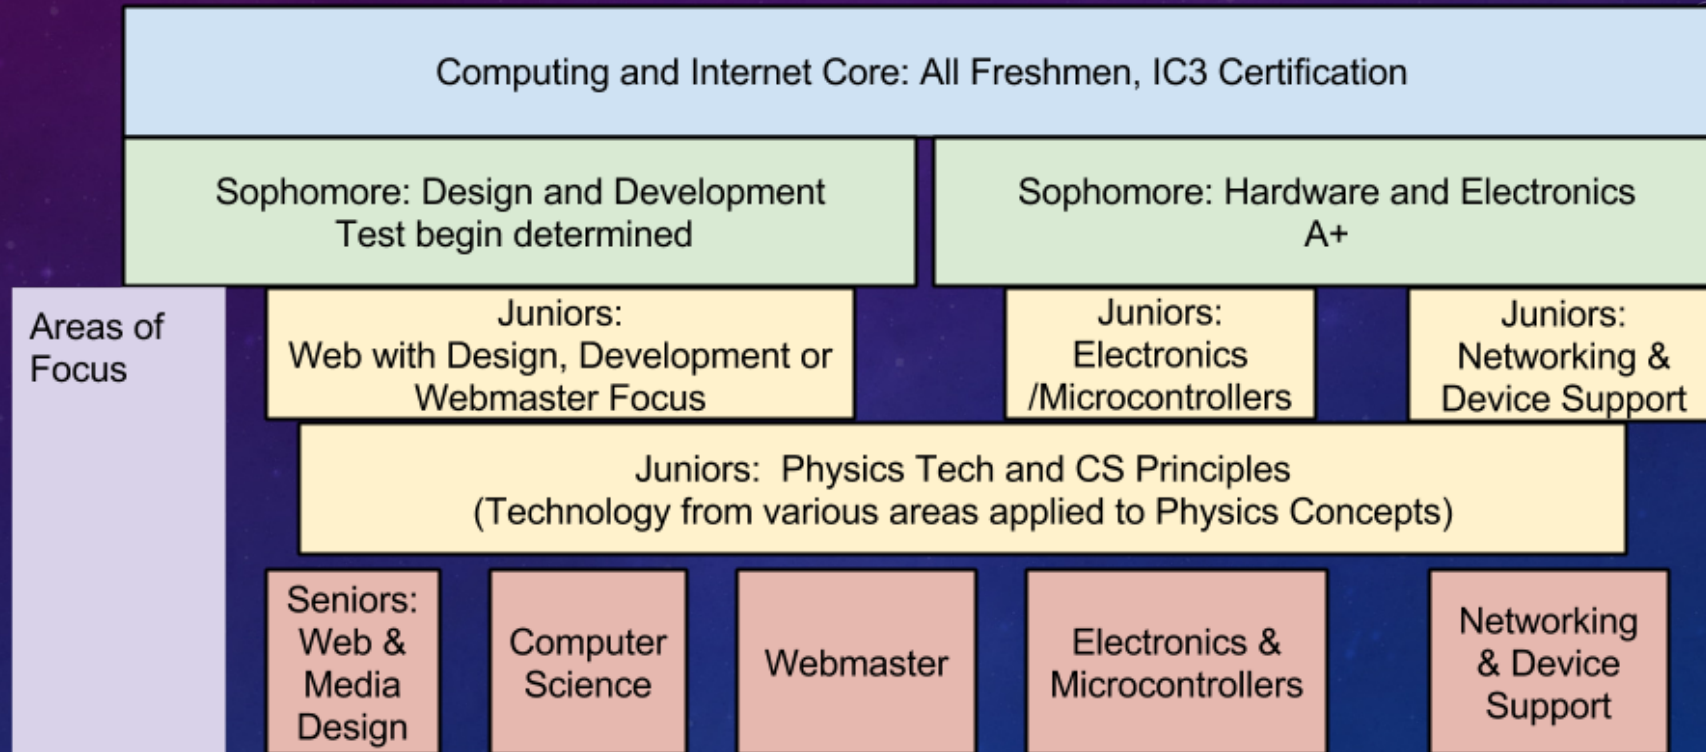 Computing and Internet Core: All Freshmen, IC3 Certification
Sophomore: Design and Development
Test begin determined
Sophomore: Hardware and Electronics
A+
Areas of
Focus
Juniors:
Web with Design, Development or
Webmaster Focus
Juniors:
Electronics
/Microcontrollers
Juniors:
Networking &
Device Support
Juniors:  Physics Tech and CS Principles
(Technology from various areas applied to Physics Concepts)
Seniors:
Web &
Media
Design
Computer
Science
Webmaster
Electronics &
Microcontrollers
Networking
& Device
Support